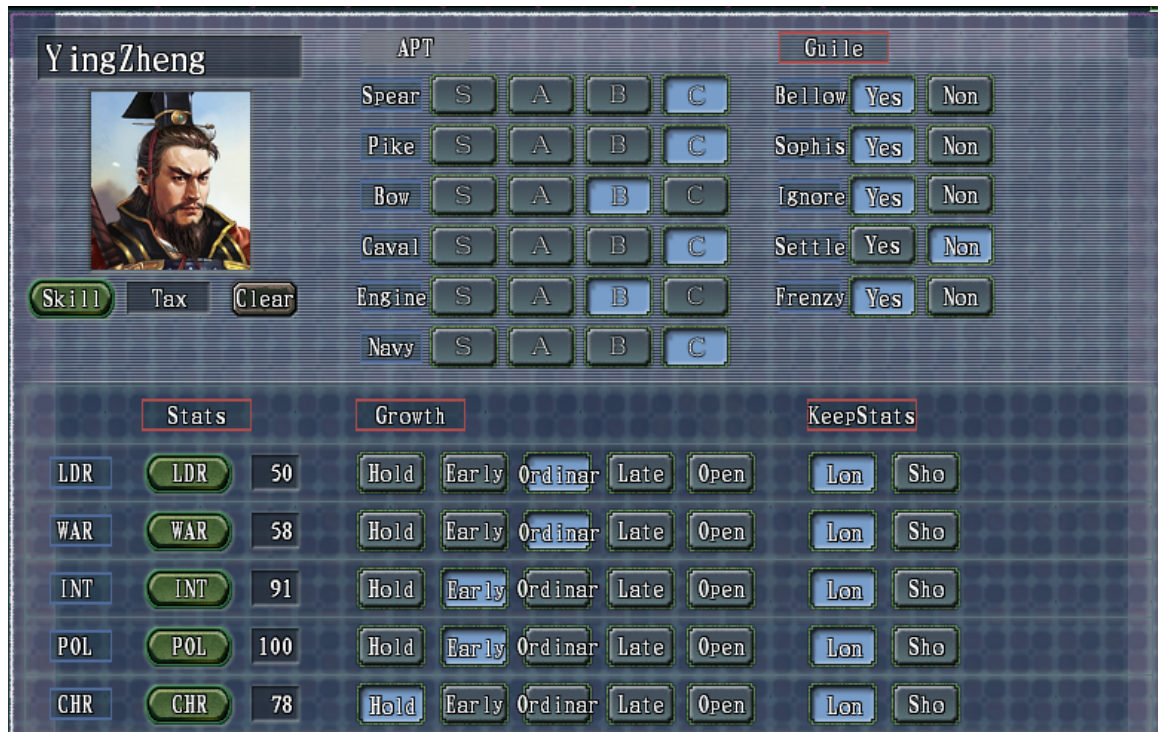 YingZheng APT Guile
Spear S A B C Bellow Yes Non
Pike S A B C Sophis Yes Non
Bow S A B C Ignore Yes Non
Caval S A B C Settle Yes Non
Skill Tax Clear Engine S A B C Frenzy Yes Non
Navy S A B C
Stats Growth KeepStats
LDR LDR 50 Hold Early Ordinar Late Open Lon Sho
WAR WAR 58 Hold Early Ordinar Late Open Lon Sho
INT INT 91 Hold Early Ordinar Late Open Lon Sho
POL POL 100 Hold Early Ordinar Late Open Lon Sho
CHR CHR 78 Hold Early Ordinar Late Open Lon Sho